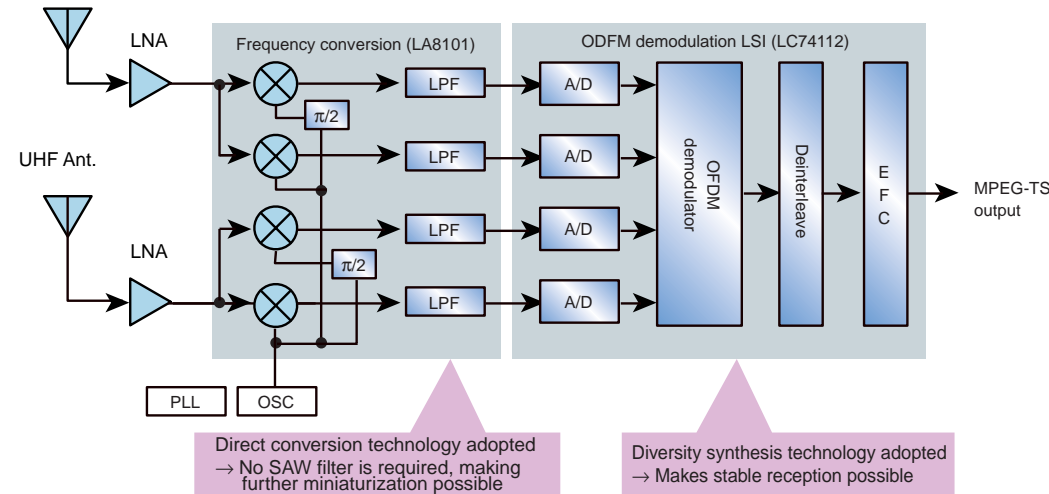 LNA
Frequency conversion (LA8101)
ODFM demodulation LSI (LC74112)
LPF
A/D
π/2
UHF Ant.
LPF
A/D
OFDM
demodulator
Deinterleave
E
F
C
MPEG-TS
output
LNA
LPF
A/D
π/2
LPF
A/D
PLL
OSC
Direct conversion technology adopted
→ No SAW filter is required, making
further miniaturization possible
Diversity synthesis technology adopted
→ Makes stable reception possible